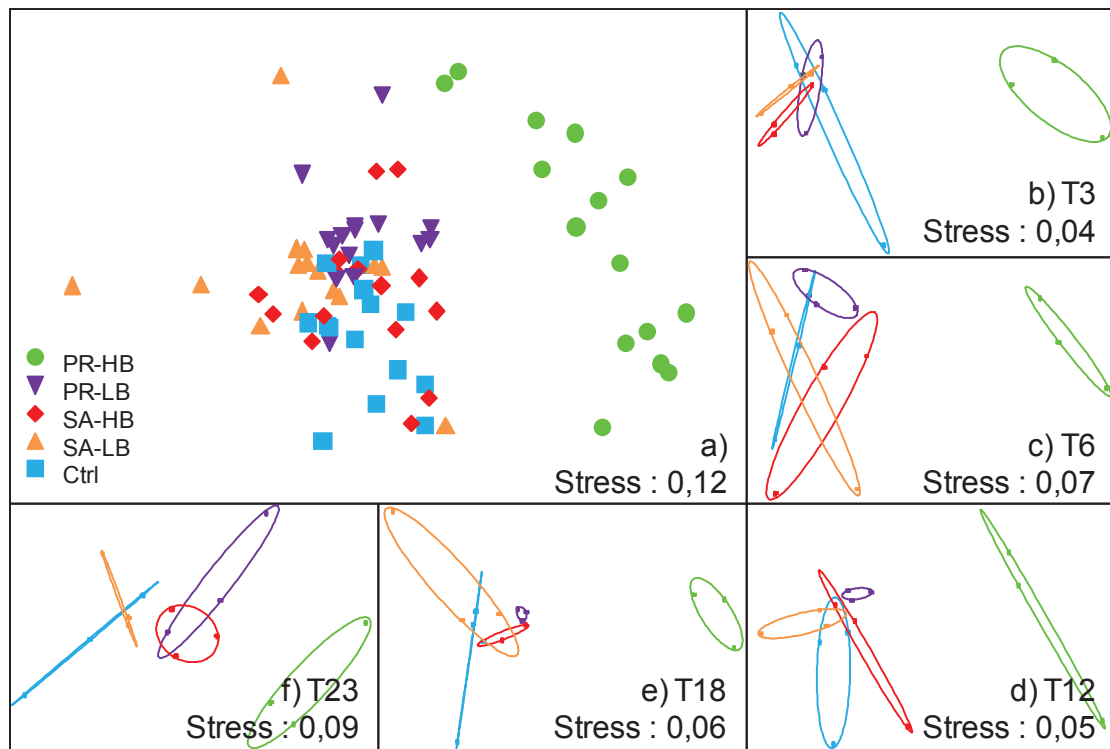 PR-HB
PR-LB
SA-HB
SA-LB
Ctrl
a)
Stress : 0,12
b) T3
Stress : 0,04
c) T6
Stress : 0,07
f) T23
Stress : 0,09
e) T18
Stress : 0,06
d) T12
Stress : 0,05